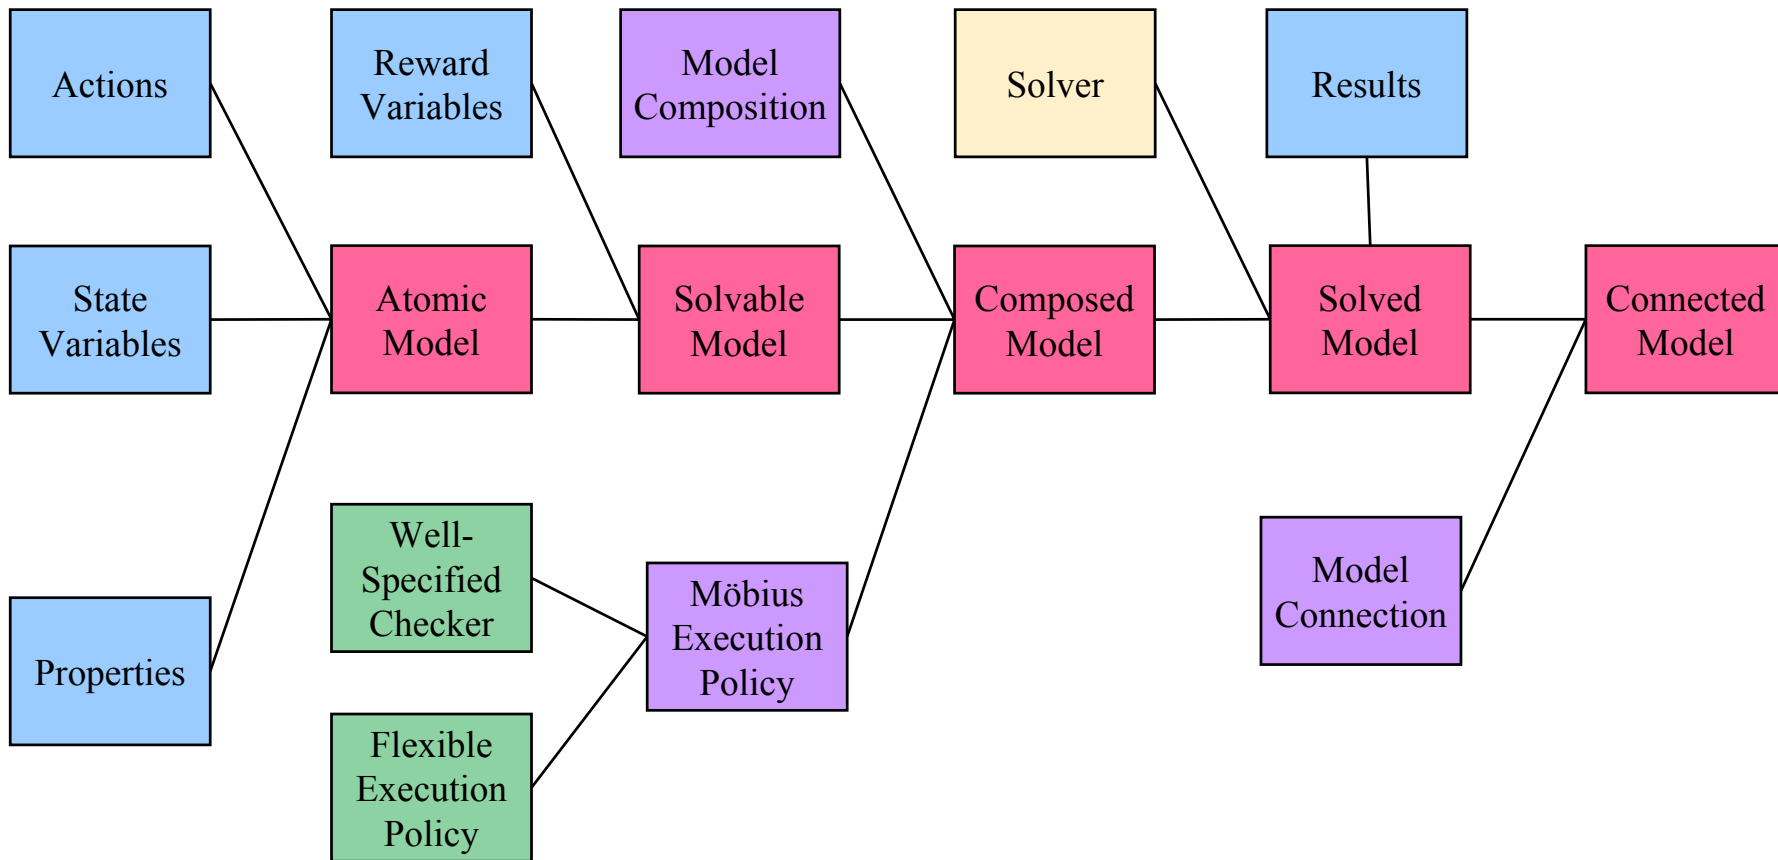 Actions
Reward
Variables
Model
Composition
Solver
Results
State
Variables
Atomic
Model
Solvable
Model
Composed
Model
Solved
Model
Connected
Model
Well-
Specified
Checker
Möbius
Execution
Policy
Model
Connection
Properties
Flexible
Execution
Policy